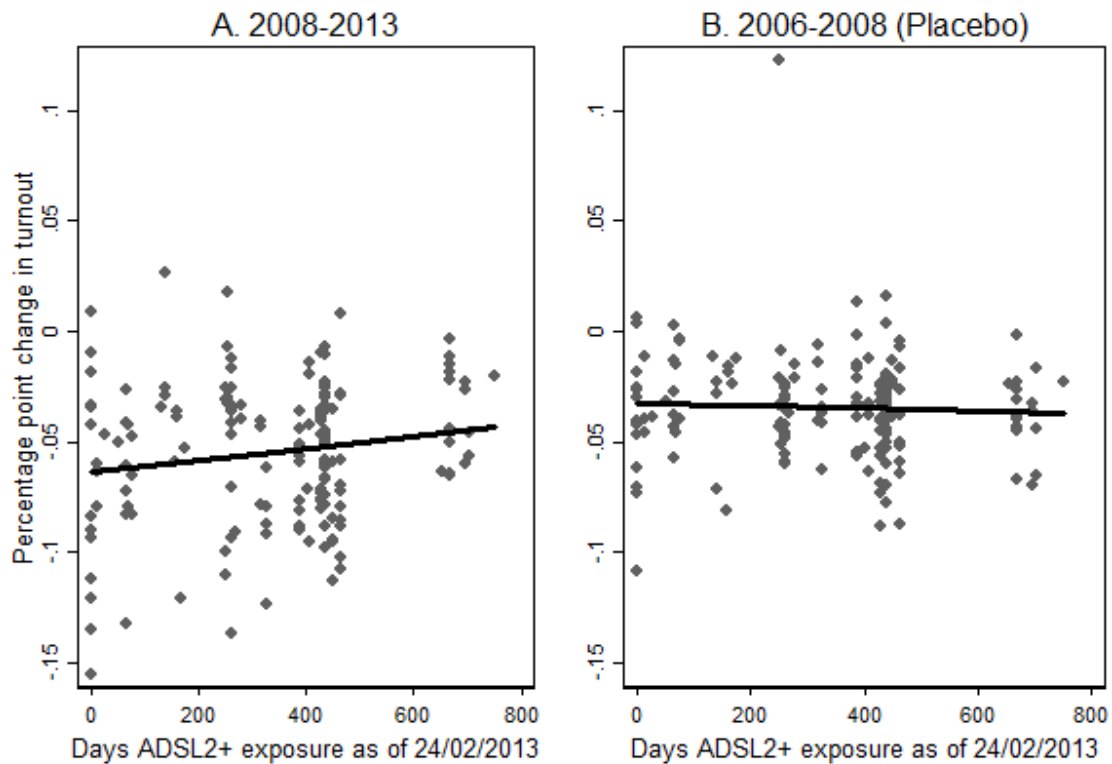 A. 2008-2013
B. 2006-2008 (Placebo)
Percentage point change in turnout
.1
.05
0
-.05
-.1
-.15
0 200 400 600 800
Days ADSL2+ exposure as of 24/02/2013
.1
.05
0
-.05
-.1
-.15
0 200 400 600 800
Days ADSL2+ exposure as of 24/02/2013